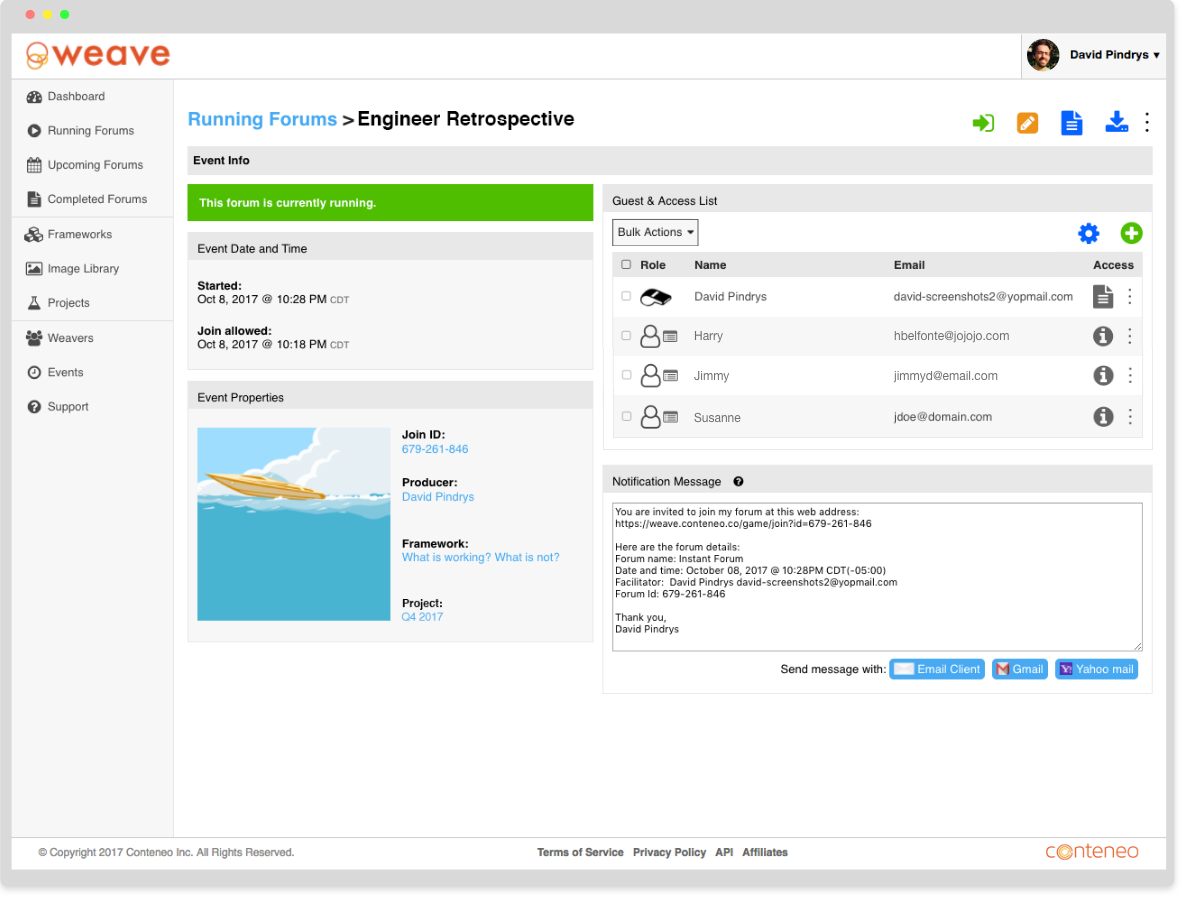 weave
David Pindrys ▾
Dashboard
Running Forums
Upcoming Forums
Completed Forums
Frameworks
Image Library
Projects
Weavers
Events
Support
Running Forums > Engineer Retrospective
Event Info
This forum is currently running.
Event Date and Time
Started:
Oct 8, 2017 @ 10:28 PM CDT
Join allowed:
Oct 8, 2017 @ 10:18 PM CDT
Event Properties
Join ID:
679-261-846
Producer:
David Pindrys
Framework:
What is working? What is not?
Project:
Q4 2017
Guest & Access List
Bulk Actions
Role Name Email Access
David Pindrys david-screenshots2@yopmail.com
Harry hbelfonte@jojojo.com
Jimmy jimmyd@email.com
Susanne jdoe@domain.com
Notification Message
You are invited to join my forum at this web address:
https://weave.conteneo.co/game/join?id=679-261-846
Here are the forum details:
Forum name: Instant Forum
Date and time: October 08, 2017 @ 10:28PM CDT(-05:00)
Facilitator:  David Pindrys david-screenshots2@yopmail.com
Forum Id: 679-261-846
Thank you,
David Pindrys
Send message with: Email Client Gmail Yahoo mail
© Copyright 2017 Conteneo Inc. All Rights Reserved.
Terms of Service Privacy Policy API Affiliates
conteneo